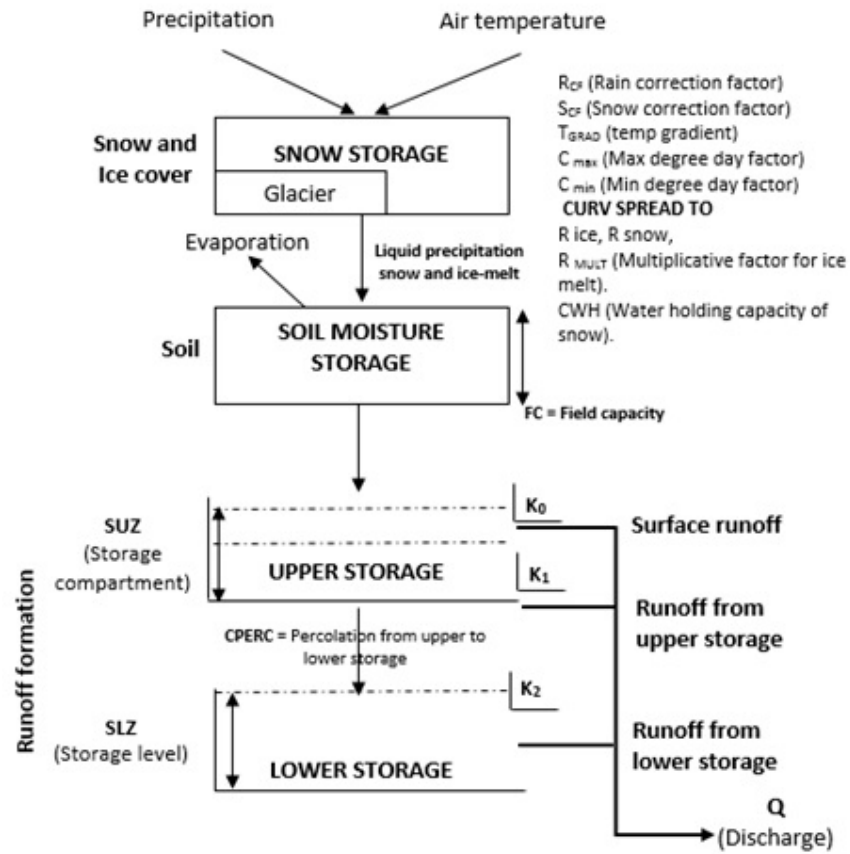 Precipitation
Air temperature
Snow and
Ice cover
SNOW STORAGE
Glacier
R CF (Rain correction factor)
S CF (Snow correction factor)
T GRAD (temp gradient)
C max (Max degree day factor)
C min (Min degree day factor)
CURV SPREAD TO
R ice, R snow,
R MULT (Multiplicative factor for ice
melt).
CWH (Water holding capacity of
snow).
Evaporation
Liquid precipitation
snow and ice-melt
Soil
SOIL MOISTURE
STORAGE
FC = Field capacity
Runoff formation
SUZ
(Storage
compartment)
K0
Surface runoff
UPPER STORAGE
K1
Runoff from
upper storage
CPERC = Percolation from upper to
lower storage
SLZ
(Storage level)
K2
Runoff from
lower storage
LOWER STORAGE
Q
(Discharge)